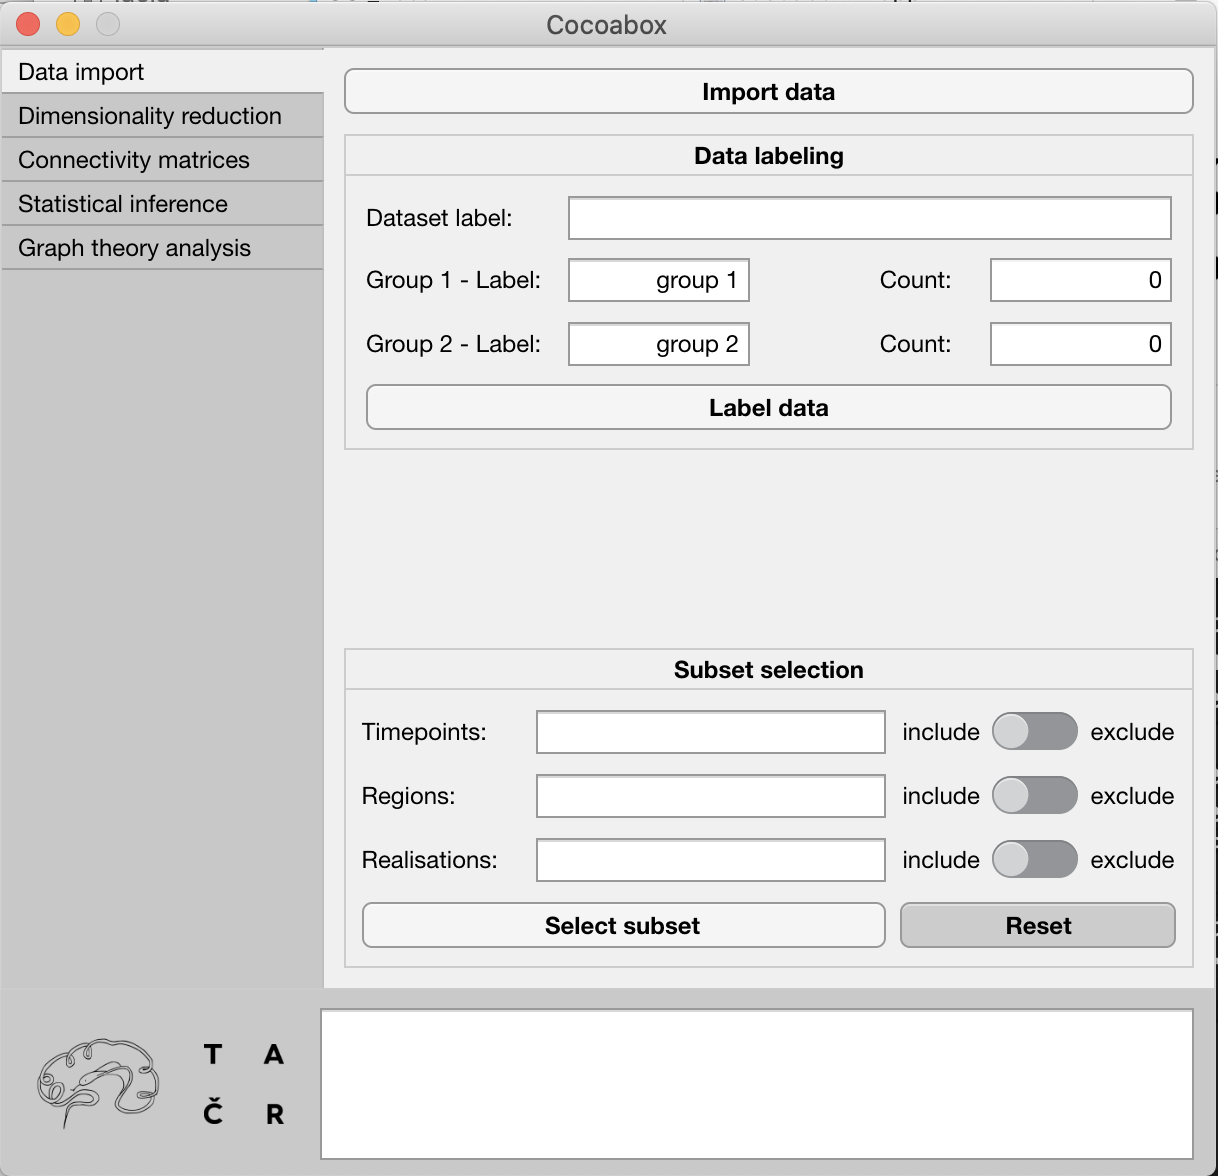 Cocoabox
Data import
Dimensionality reduction
Connectivity matrices
Statistical inference
Graph theory analysis
Import data
Data labeling
Dataset label:
Group 1 - Label: group 1 Count: 0
Group 2 - Label: group 2 Count: 0
Label data
Subset selection
Timepoints: include exclude
Regions: include exclude
Realisations: include exclude
Select subset Reset
T A
Č R